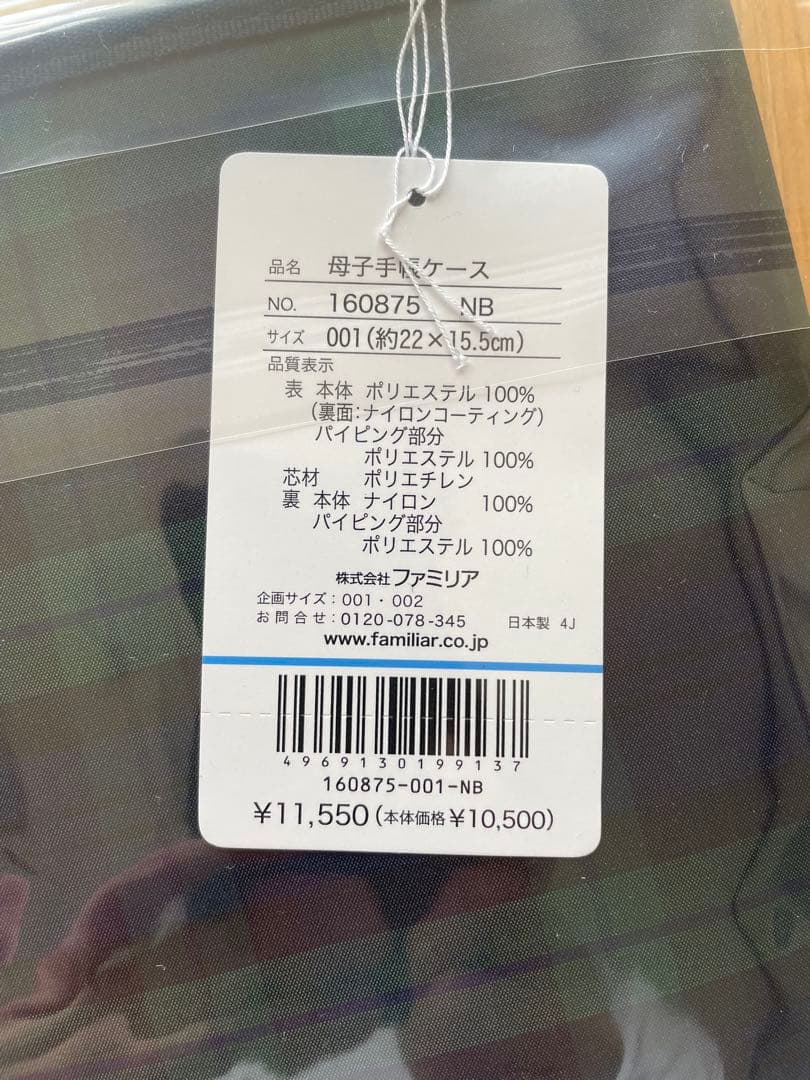 品名 母子手帳ケース
NO. 160875 NB
サイズ 001(約22×15.5cm)
品質表示
表 本体 ポリエステル 100%
(裏面:ナイロンコーティング)
パイピング部分
ポリエステル 100%
芯材 ポリエチレン
裏 本体 ナイロン 100%
パイピング部分
ポリエステル 100%
株式会社ファミリア
企画サイズ:001・002
お問合せ:0120-078-345 日本製 4J
www.familiar.co.jp
4969130199137
160875-001-NB
¥11,550(本体価格¥10,500)